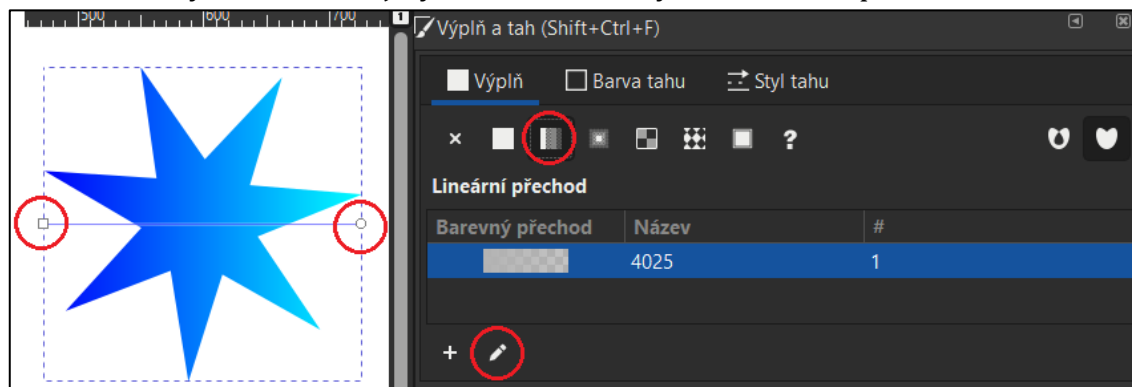 500 600 700 1
Výplň a tah (Shift+Ctrl+F)
Výplň Barva tahu Styl tahu
?
Lineární přechod
Barevný přechod Název #
4025 1
+